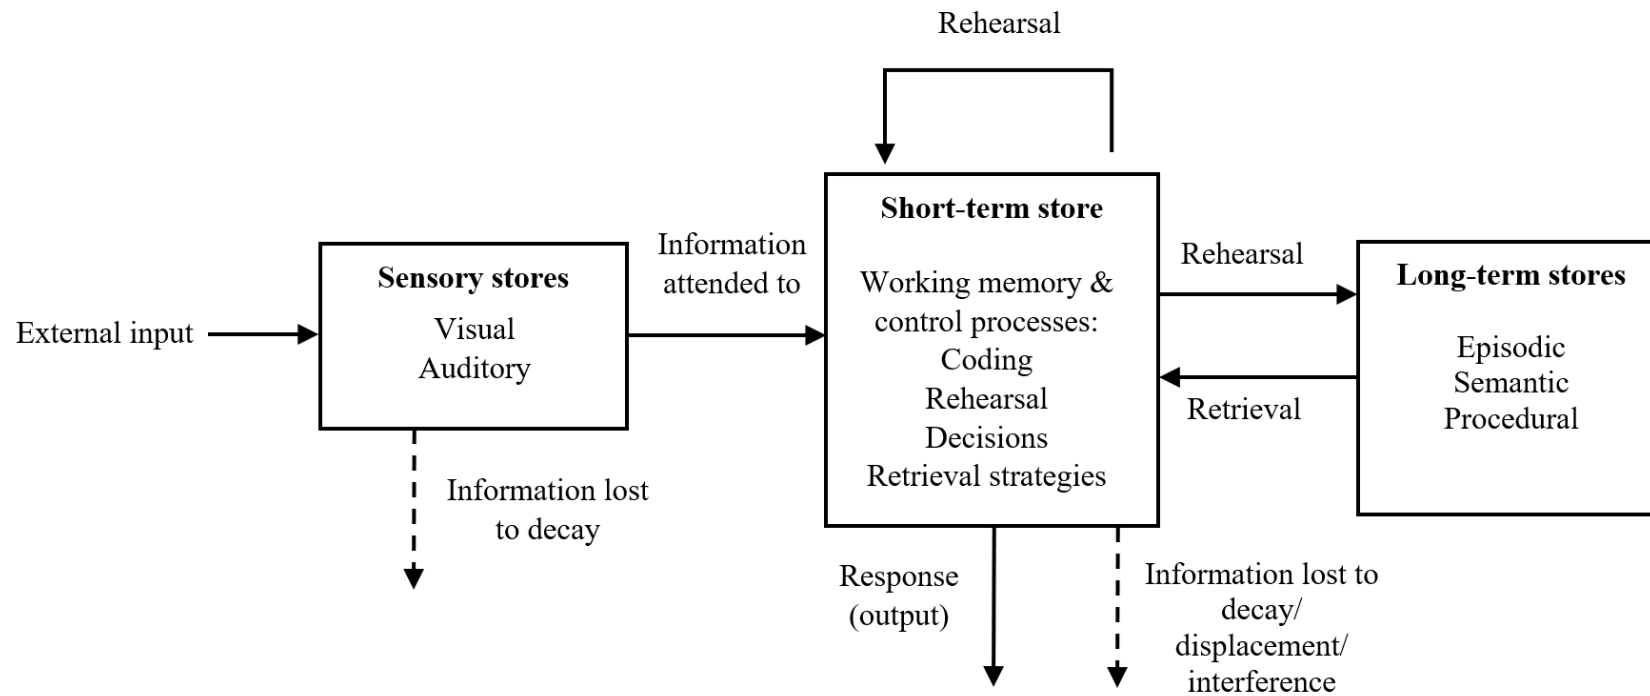 Rehearsal
External input
Sensory stores
Visual
Auditory
Information lost
to decay
Information
attended to
Short-term store
Working memory &
control processes:
Coding
Rehearsal
Decisions
Retrieval strategies
Response
(output)
Information lost to
decay/
displacement/
interference
Rehearsal
Retrieval
Long-term stores
Episodic
Semantic
Procedural